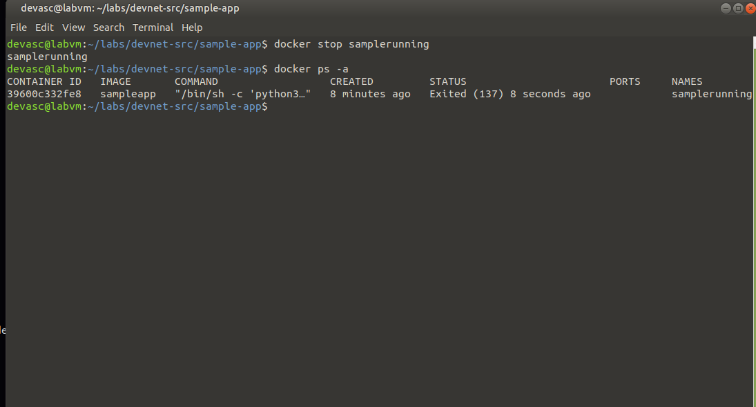 devasc@labvm: ~/labs/devnet-src/sample-app
File Edit View Search Terminal Help
devasc@labvm:~/labs/devnet-src/sample-app$ docker stop samplerunning
samplerunning
devasc@labvm:~/labs/devnet-src/sample-app$ docker ps -a
CONTAINER ID   IMAGE       COMMAND                  CREATED         STATUS                       PORTS     NAMES
39600c332fe8   sampleapp   "/bin/sh -c 'python3…"   8 minutes ago   Exited (137) 8 seconds ago             samplerunning
devasc@labvm:~/labs/devnet-src/sample-app$
le